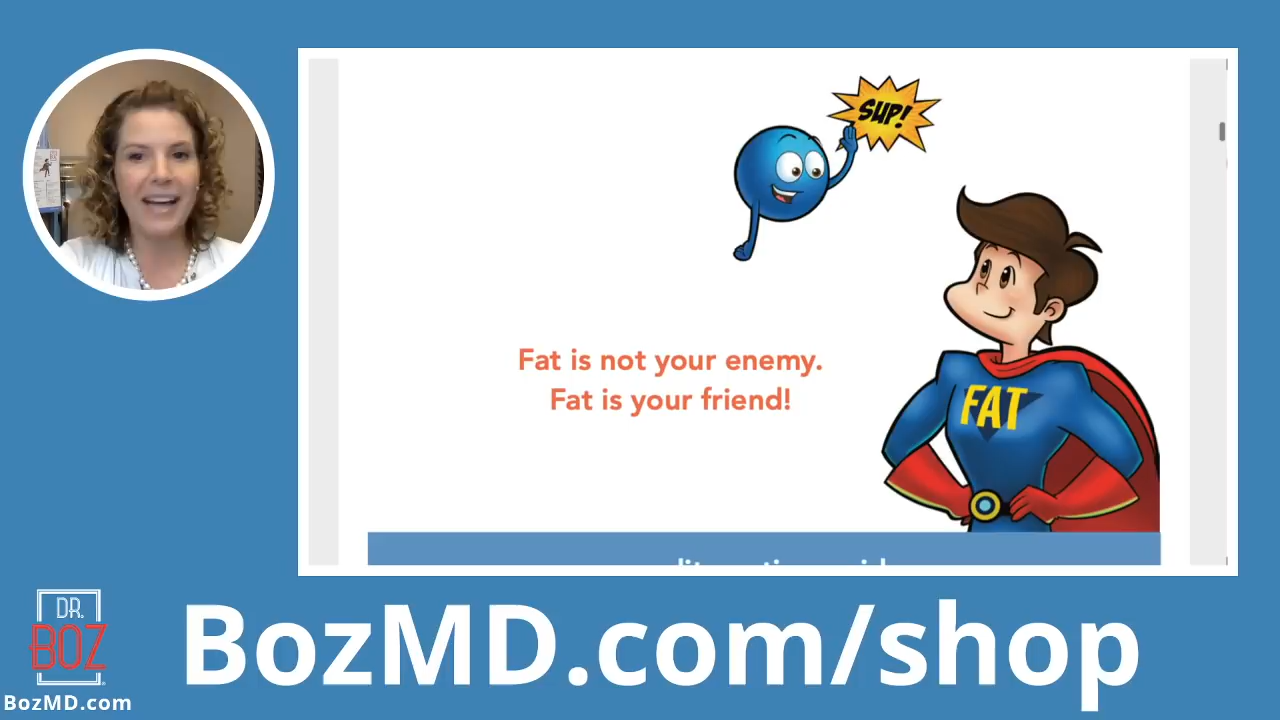 SUP!
Fat is not your enemy.
Fat is your friend!
FAT
DR.
BOZ
BozMD.com
BozMD.com/shop